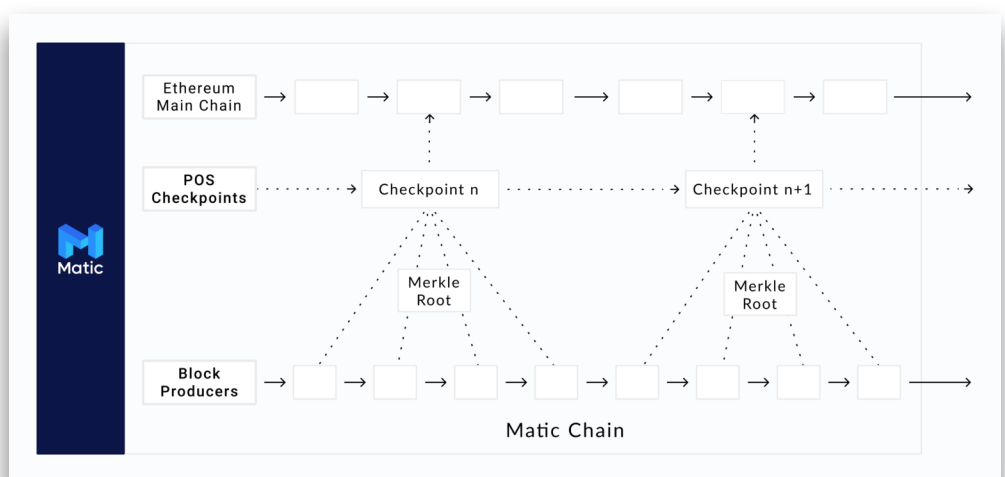 Ethereum
Main Chain
POS
Checkpoints
Checkpoint n
Checkpoint n+1
Matic
Merkle
Root
Merkle
Root
Block
Producers
Matic Chain